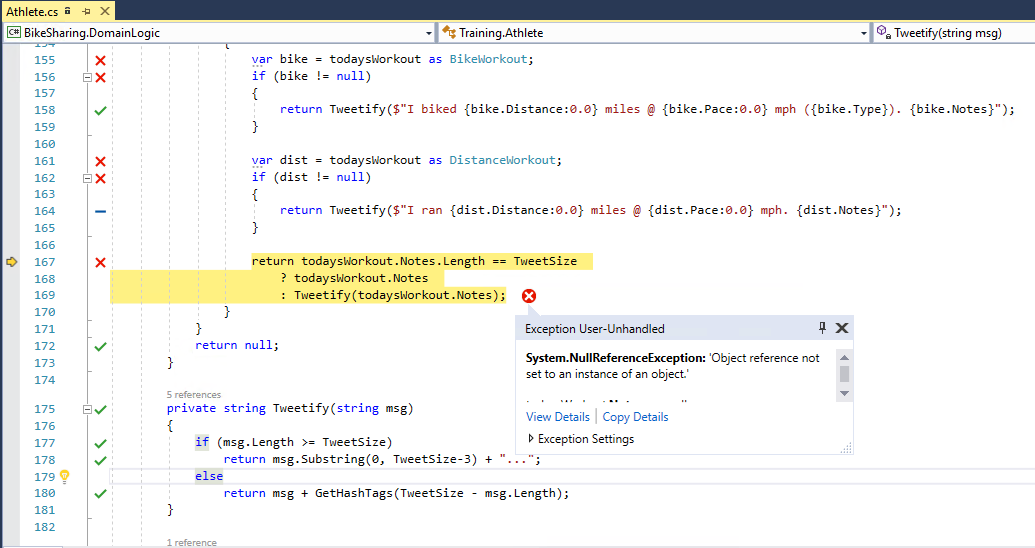 Athlete.cs
BikeSharing.DomainLogic
Training.Athlete
Tweetify(string msg)
154 {
155 var bike = todaysWorkout as BikeWorkout;
156 if (bike != null)
157 {
158 return Tweetify($"I biked {bike.Distance:0.0} miles @ {bike.Pace:0.0} mph ({bike.Type}). {bike.Notes}");
159 }
160
161 var dist = todaysWorkout as DistanceWorkout;
162 if (dist != null)
163 {
164 return Tweetify($"I ran {dist.Distance:0.0} miles @ {dist.Pace:0.0} mph. {dist.Notes}");
165 }
166
167 return todaysWorkout.Notes.Length == TweetSize
168 ? todaysWorkout.Notes
169 : Tweetify(todaysWorkout.Notes);
170 }
171 }
172 return null;
173 }
174
Exception User-Unhandled
System.NullReferenceException: 'Object reference not
set to an instance of an object.'
View Details | Copy Details
Exception Settings
5 references
175 private string Tweetify(string msg)
176 {
177 if (msg.Length >= TweetSize)
178 return msg.Substring(0, TweetSize-3) + "...";
179 else
180 return msg + GetHashTags(TweetSize - msg.Length);
181 }
182
1 reference